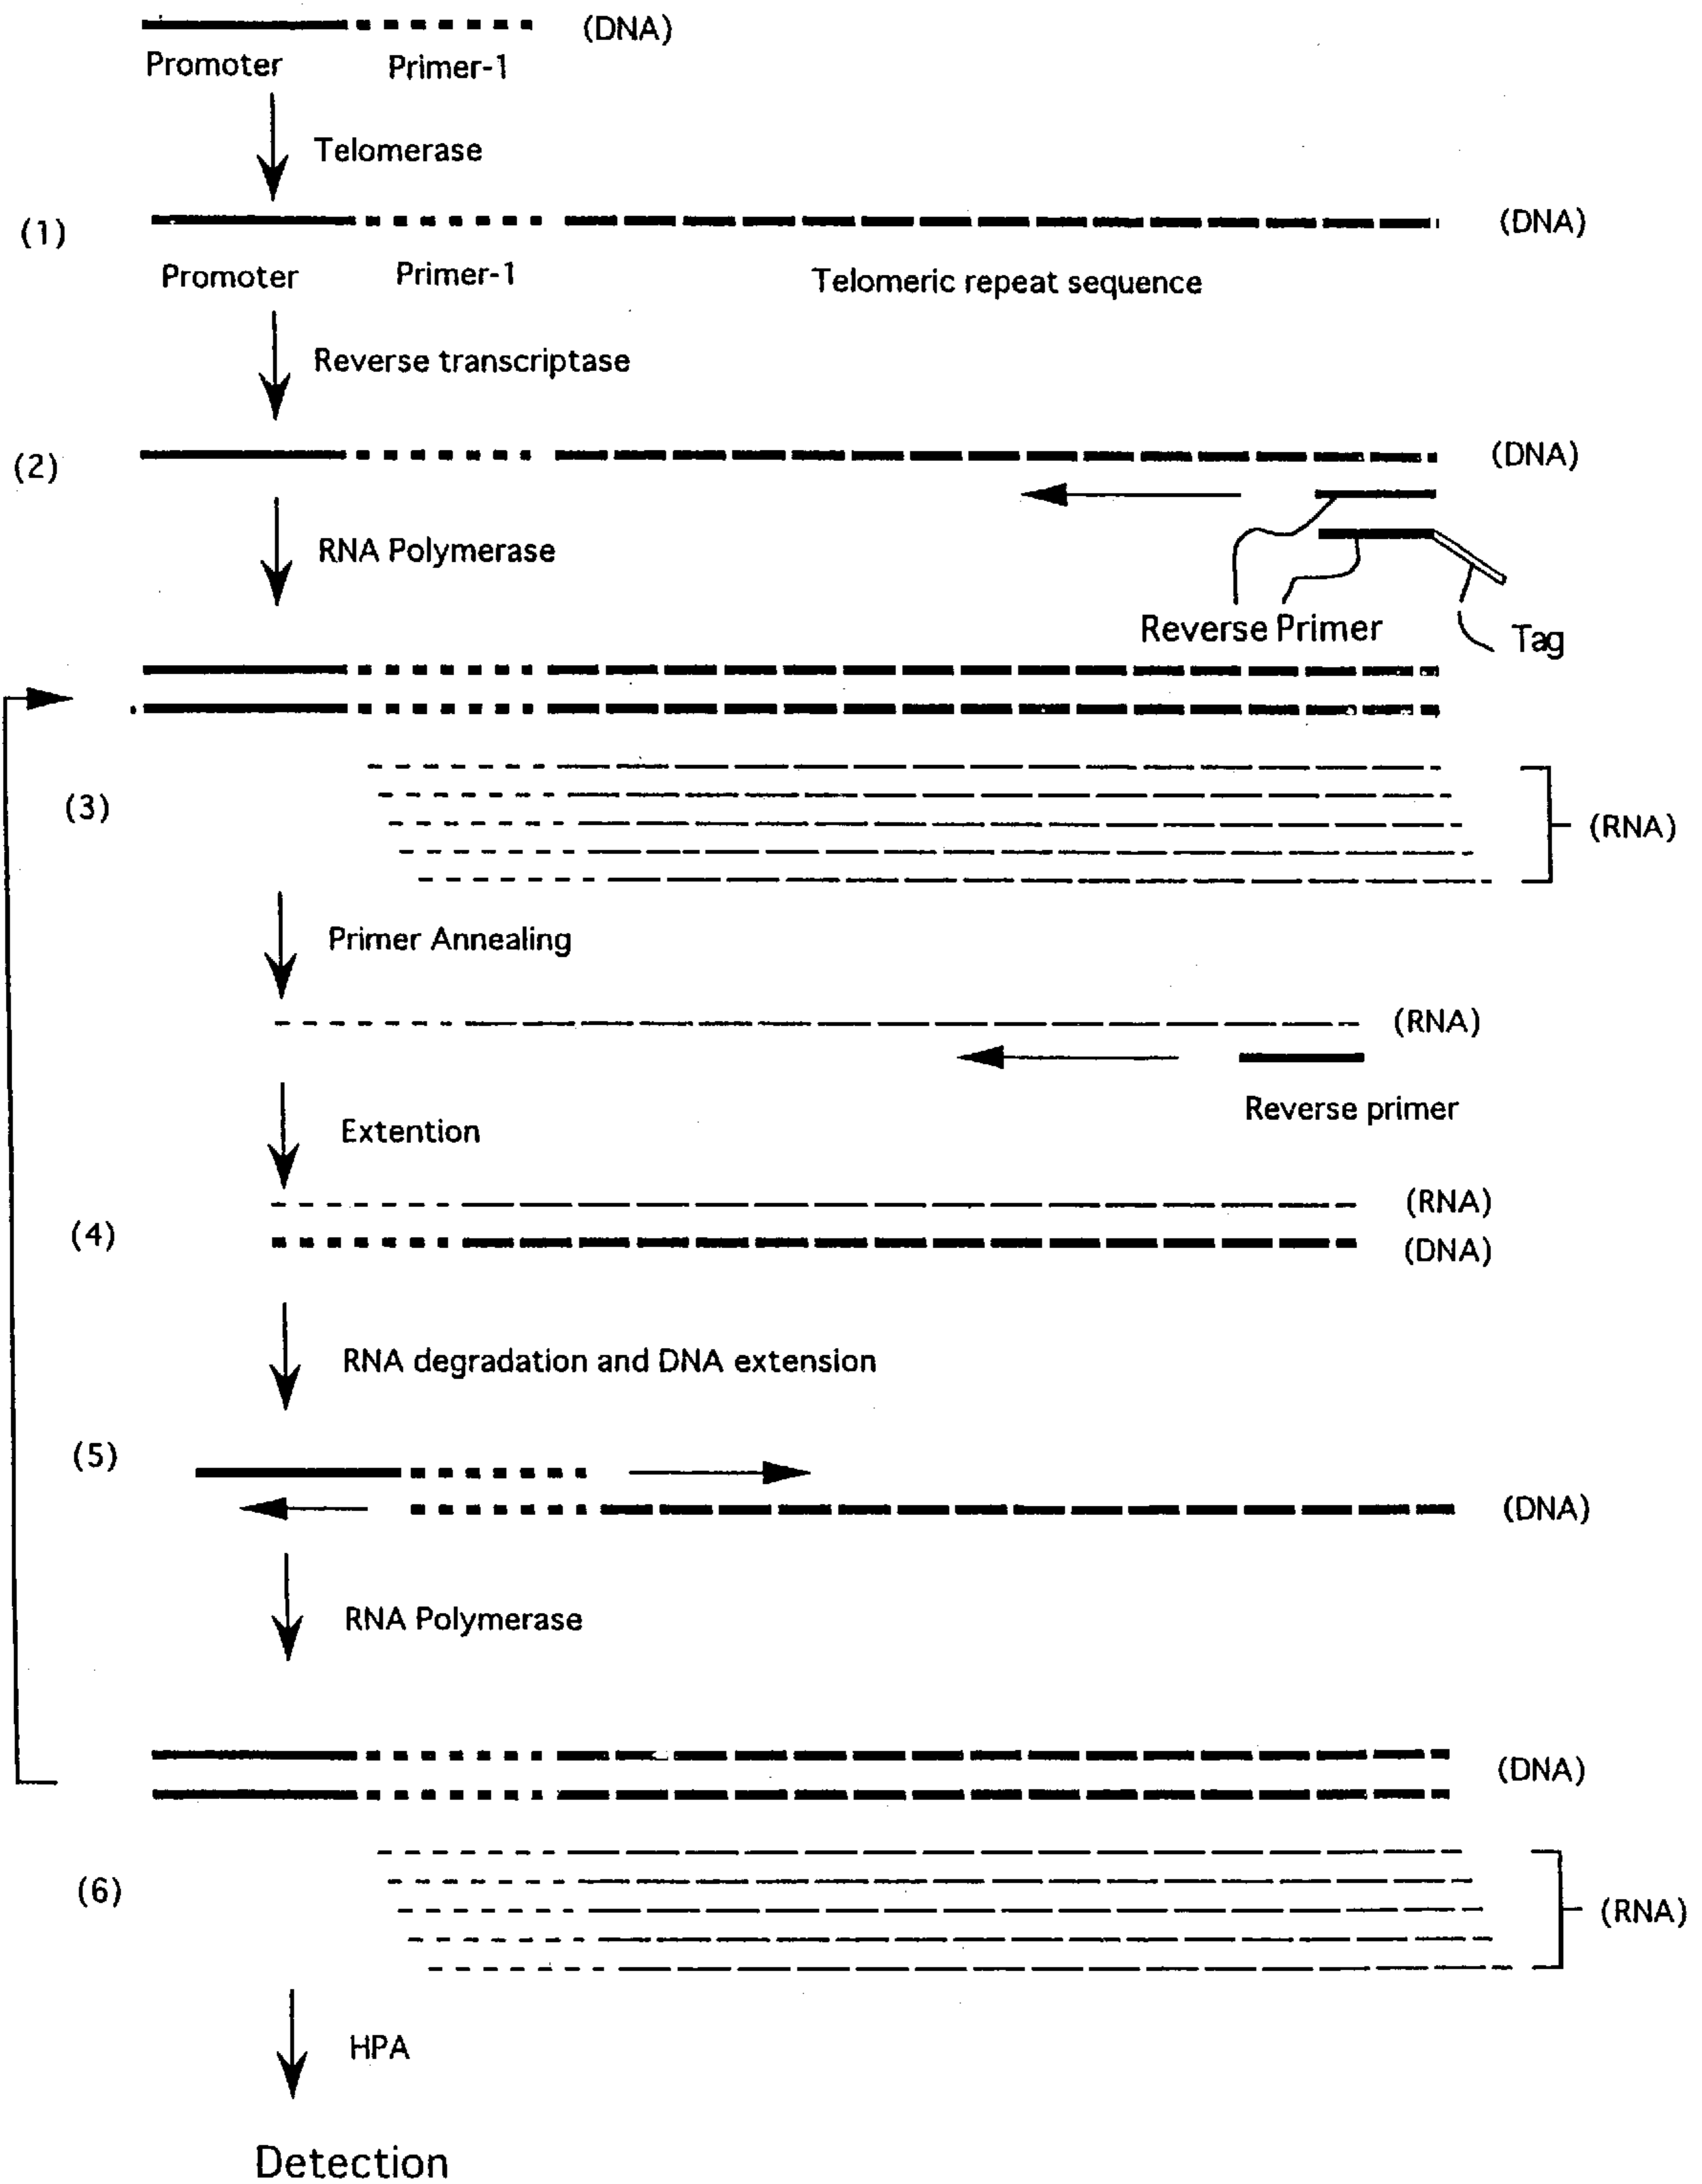 (DNA)
Promoter Primer-1
Telomerase
(1) (DNA)
Promoter Primer-1 Telomeric repeat sequence
Reverse transcriptase
(2) (DNA)
RNA Polymerase
Reverse Primer Tag
(3) (RNA)
Primer Annealing
(RNA)
Reverse primer
Extention
(RNA)
(4) (DNA)
RNA degradation and DNA extension
(5)
(DNA)
RNA Polymerase
(DNA)
(6) (RNA)
HPA
Detection